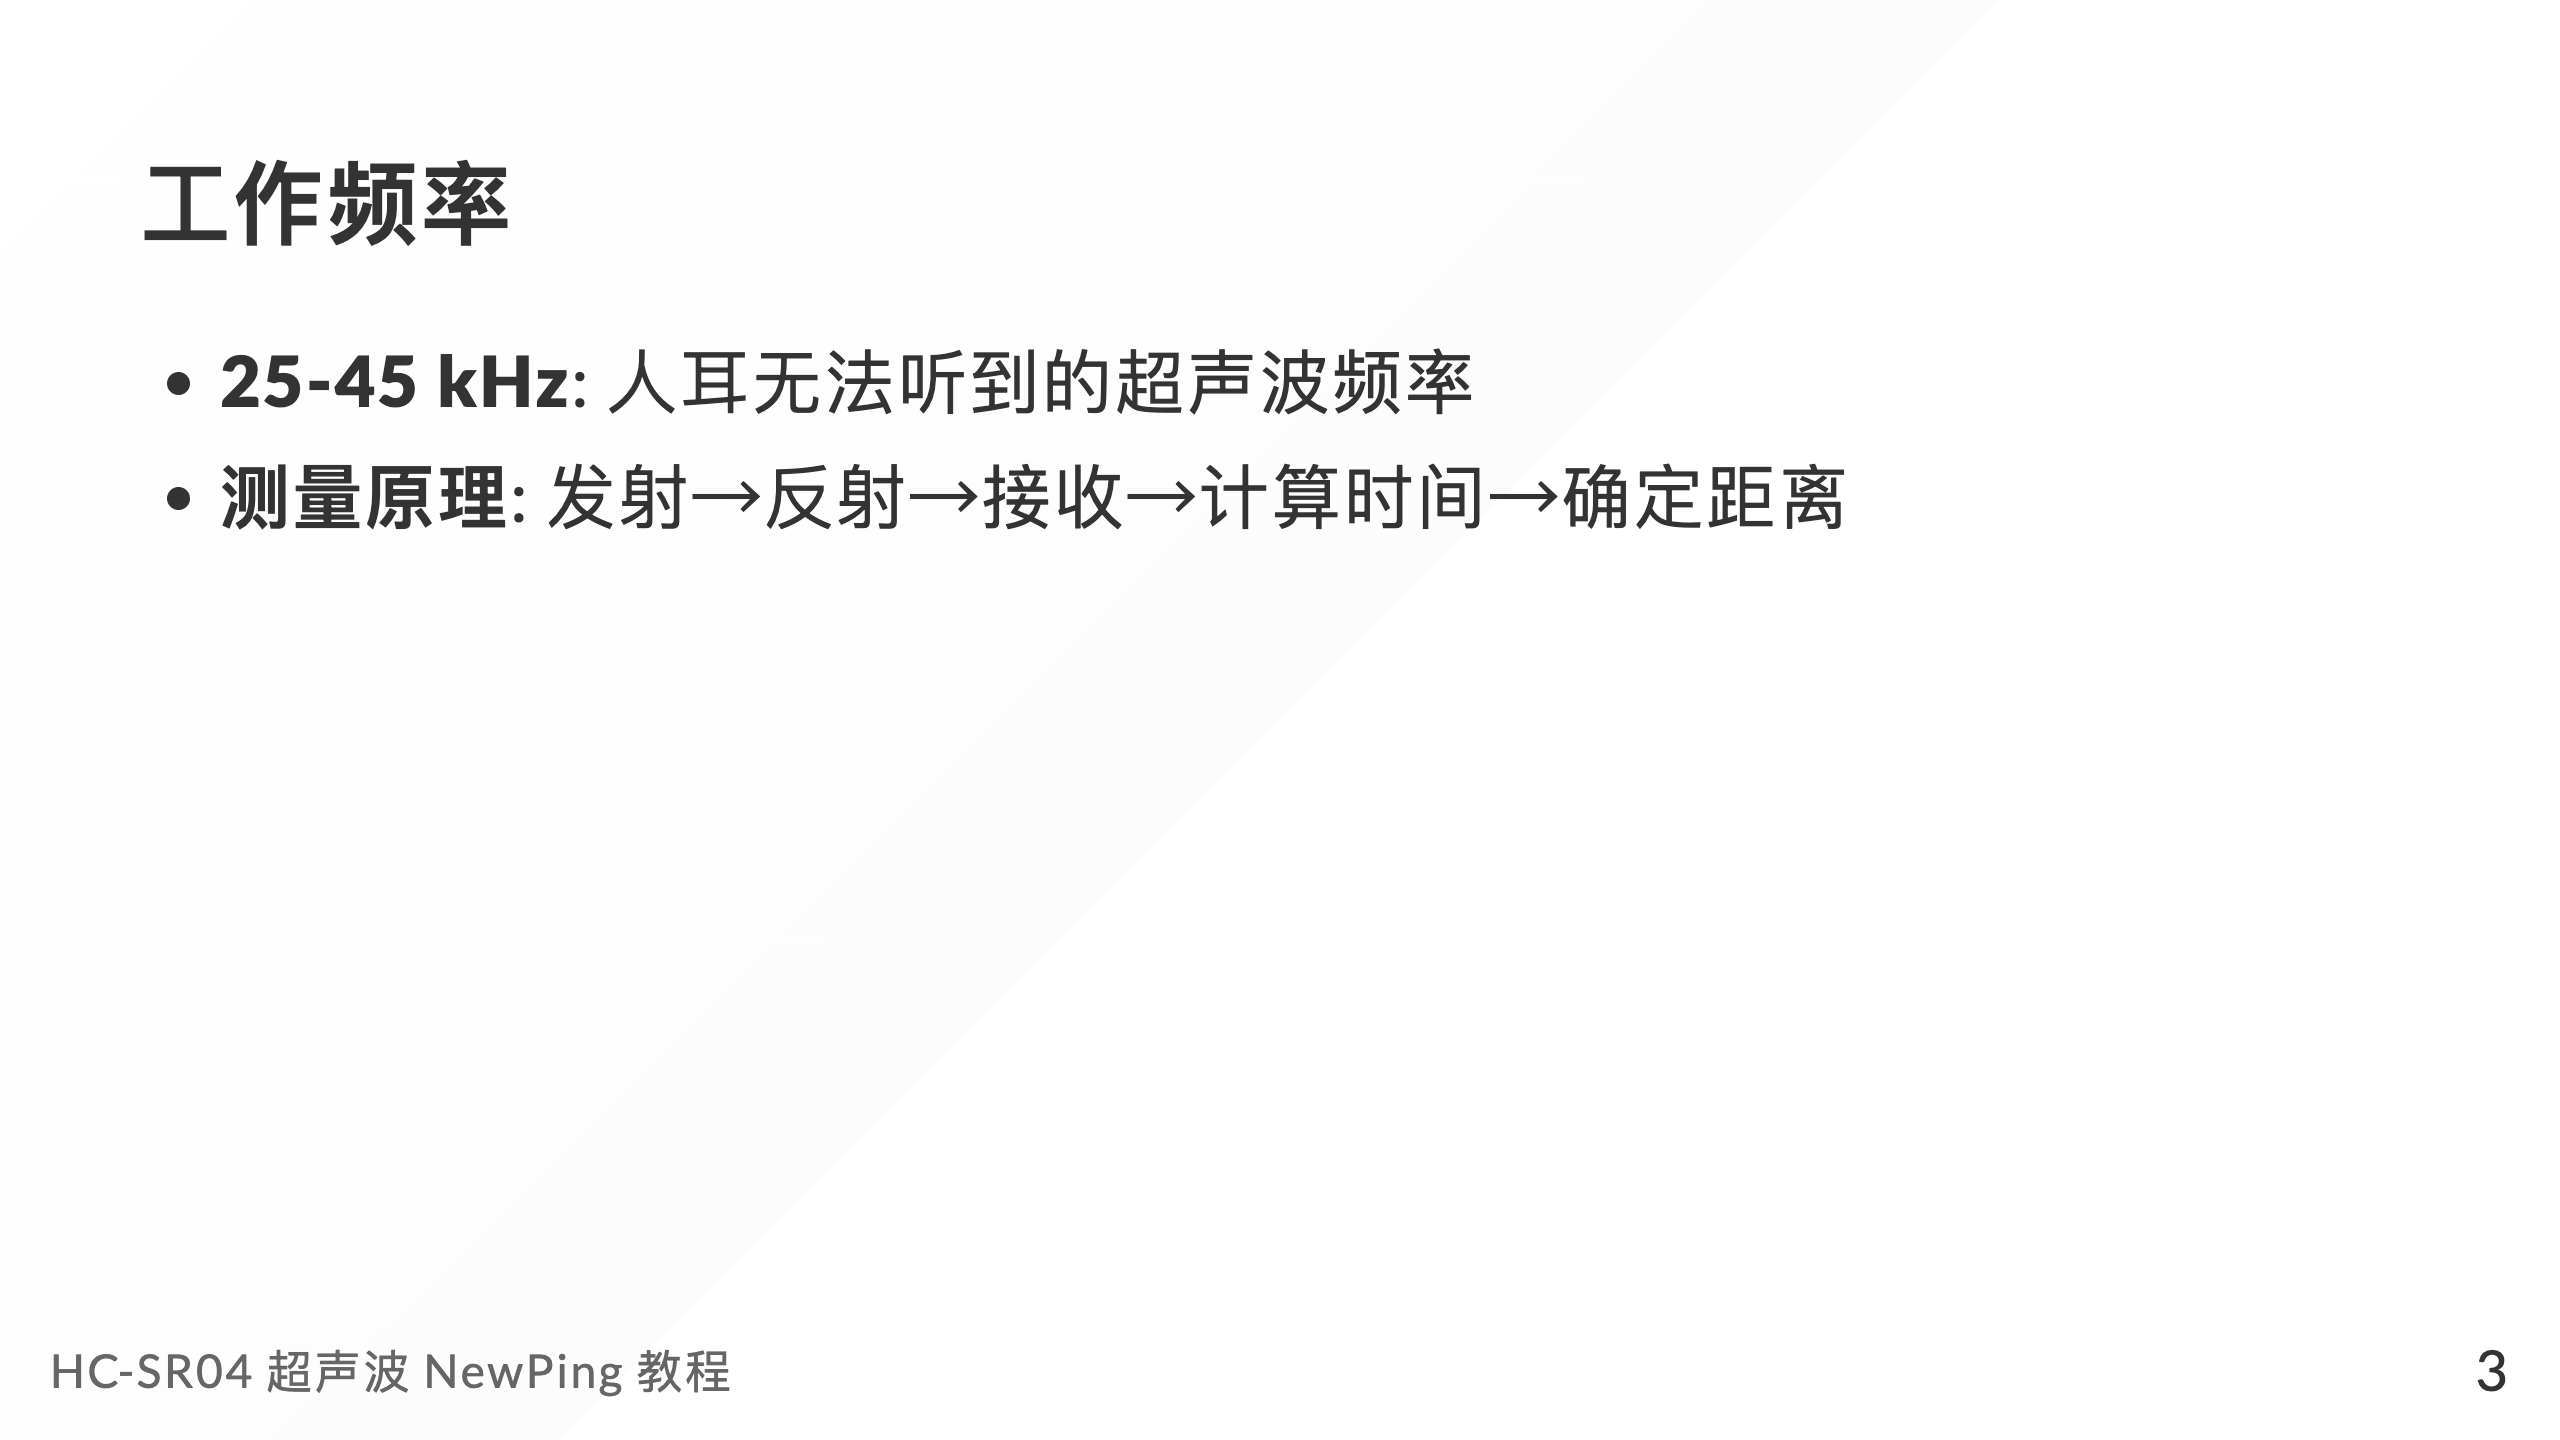 工作频率
• 25-45 kHz: 人耳无法听到的超声波频率
• 测量原理: 发射→反射→接收→计算时间→确定距离
HC-SR04 超声波 NewPing 教程
3